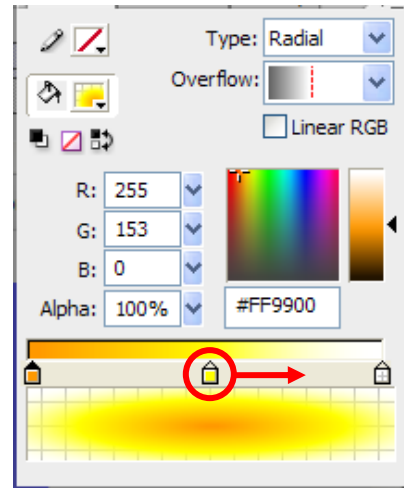 Type: Radial
Overflow:
Linear RGB
R: 255
G: 153
B: 0
Alpha: 100% #FF9900